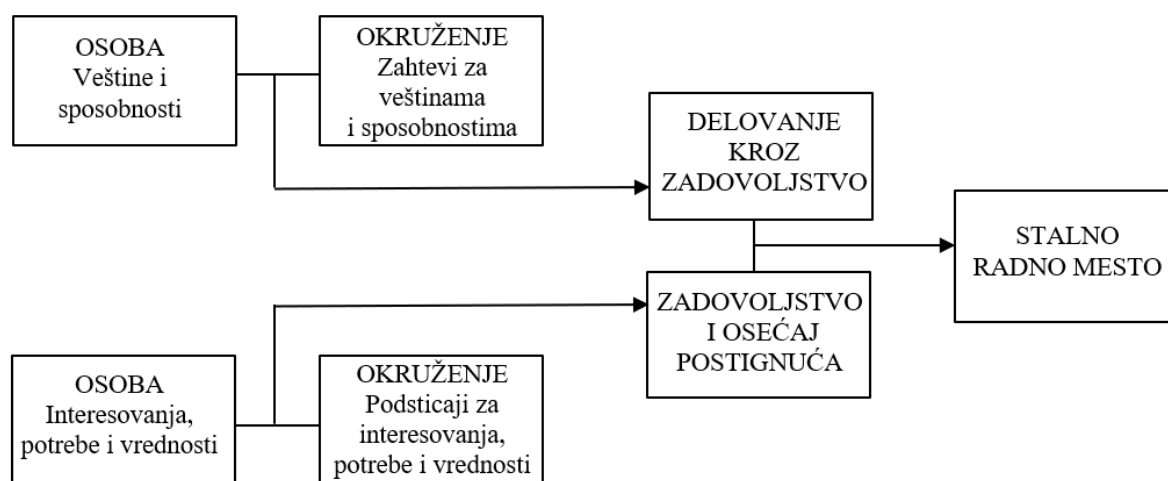 OSOBA
Veštine i
sposobnosti
OKRUŽENJE
Zahtevi za
veštinama
i sposobnostima
DELOVANJE
KROZ
ZADOVOLJSTVO
STALNO
RADNO MESTO
ZADOVOLJSTVO
I OSEĆAJ
POSTIGNUĆA
OSOBA
Interesovanja,
potrebe i vrednosti
OKRUŽENJE
Podsticaji za
interesovanja,
potrebe i vrednosti